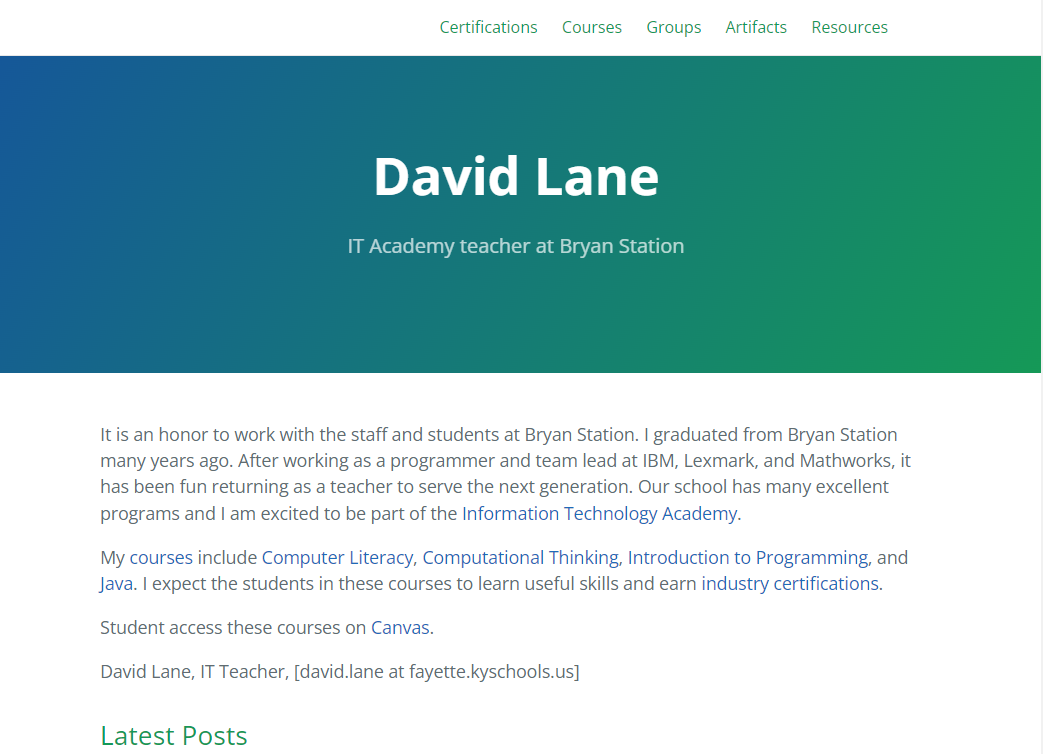 Certifications Courses Groups Artifacts Resources
David Lane
IT Academy teacher at Bryan Station
It is an honor to work with the staff and students at Bryan Station. I graduated from Bryan Station
many years ago. After working as a programmer and team lead at IBM, Lexmark, and Mathworks, it
has been fun returning as a teacher to serve the next generation. Our school has many excellent
programs and I am excited to be part of the Information Technology Academy.
My courses include Computer Literacy, Computational Thinking, Introduction to Programming, and
Java. I expect the students in these courses to learn useful skills and earn industry certifications.
Student access these courses on Canvas.
David Lane, IT Teacher, [david.lane at fayette.kyschools.us]
Latest Posts